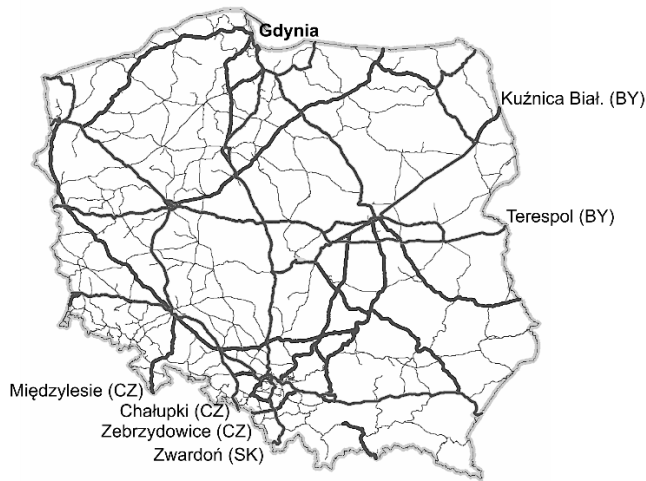 Gdynia
Kuźnica Biał. (BY)
Terespol (BY)
Międzylesie (CZ)
Chałupki (CZ)
Zebrzydowice (CZ)
Zwardoń (SK)